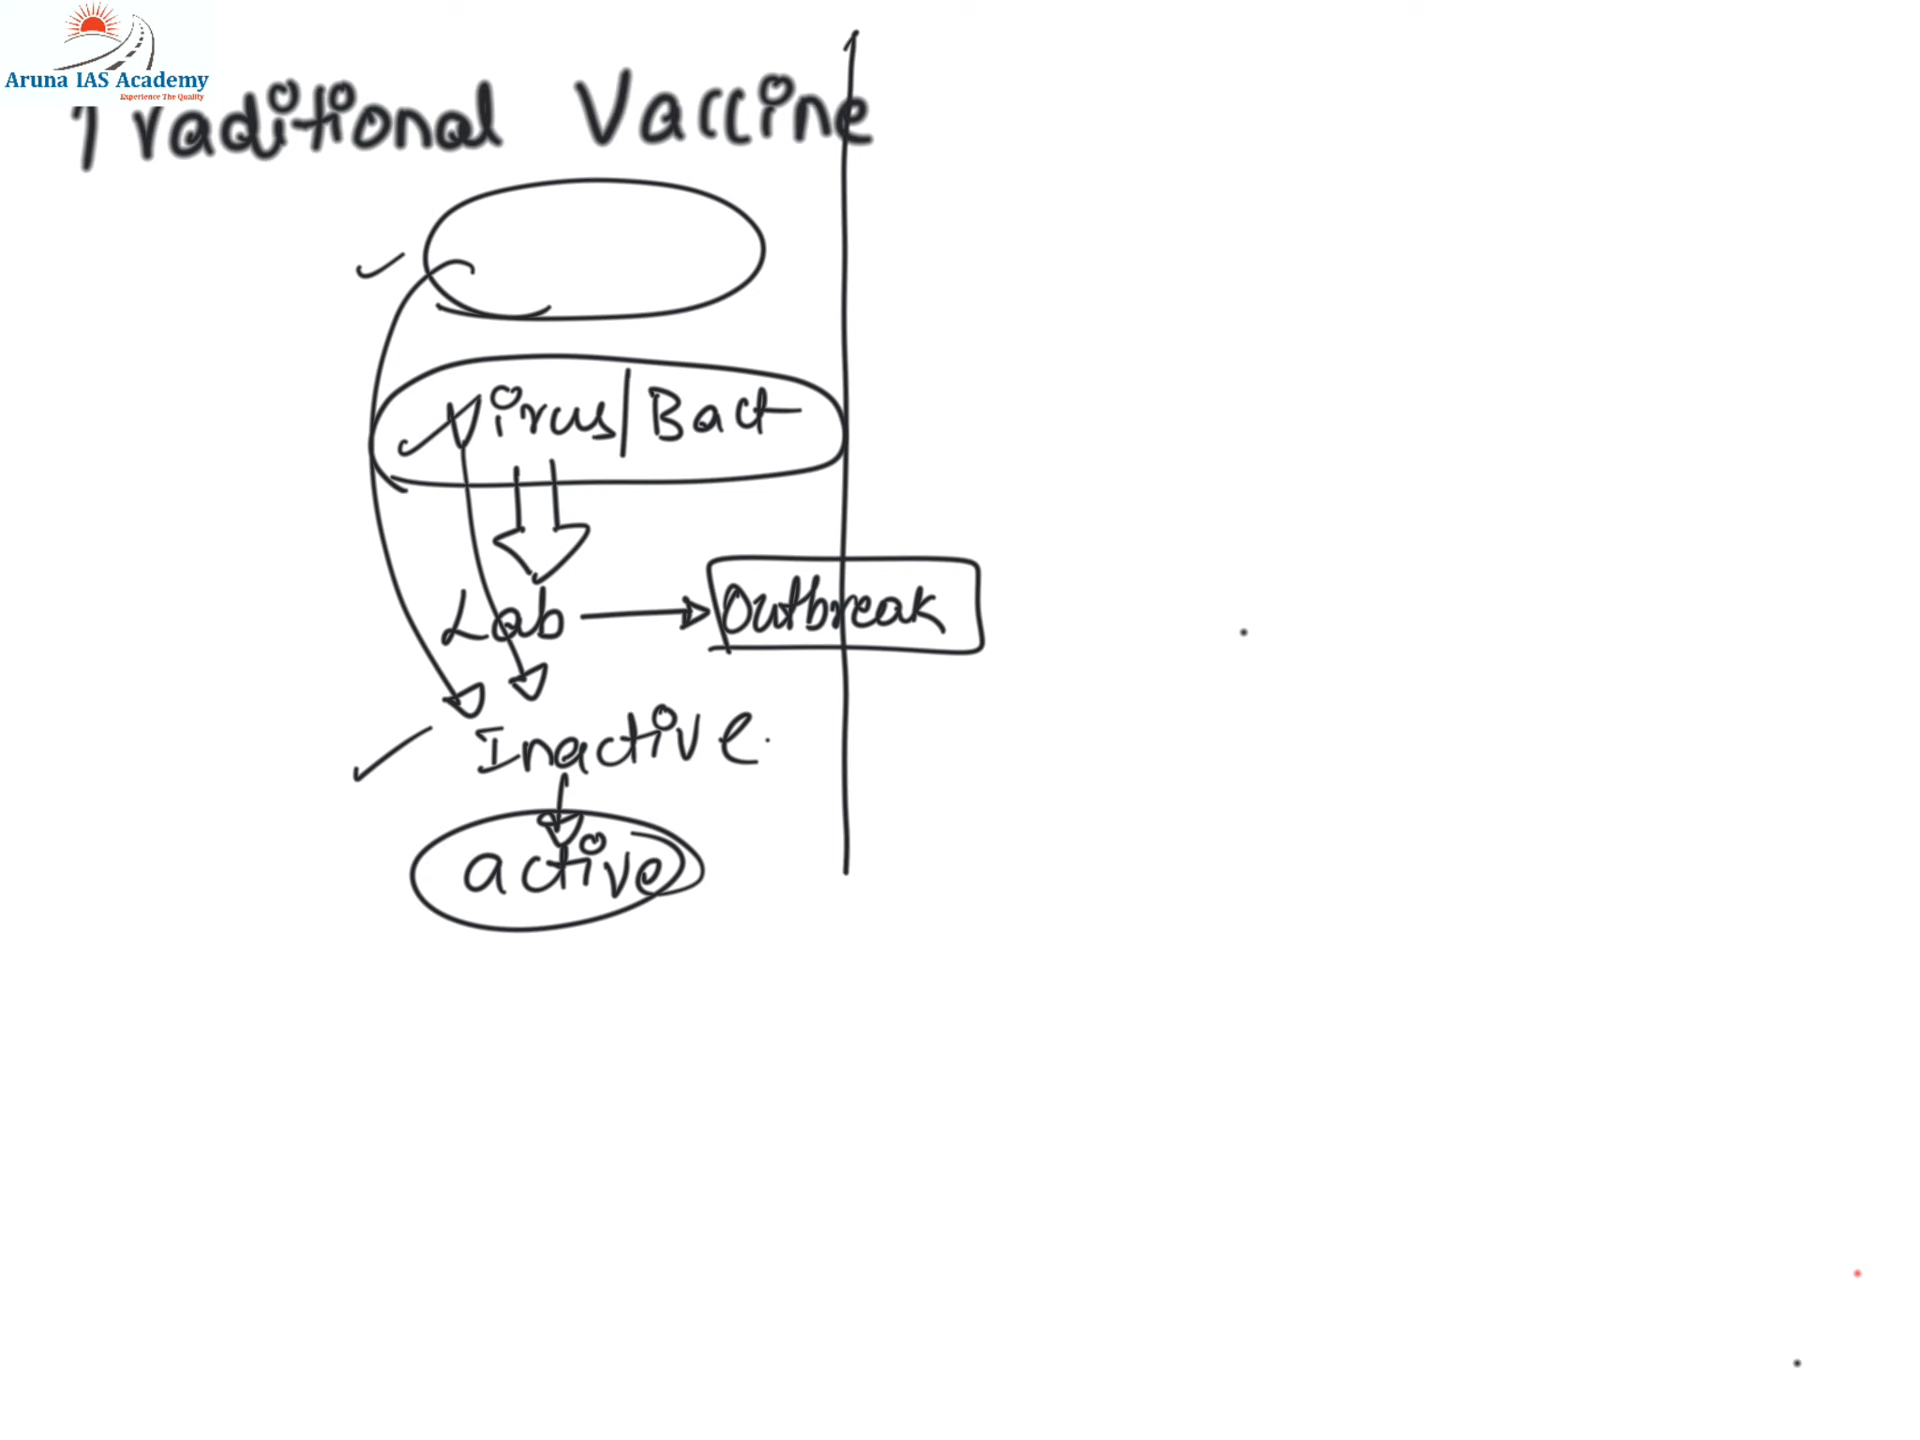 Aruna IAS Academy
Experience The Quality
Traditional Vaccine
Virus/Bact
Lab → Outbreak
Inactive.
active